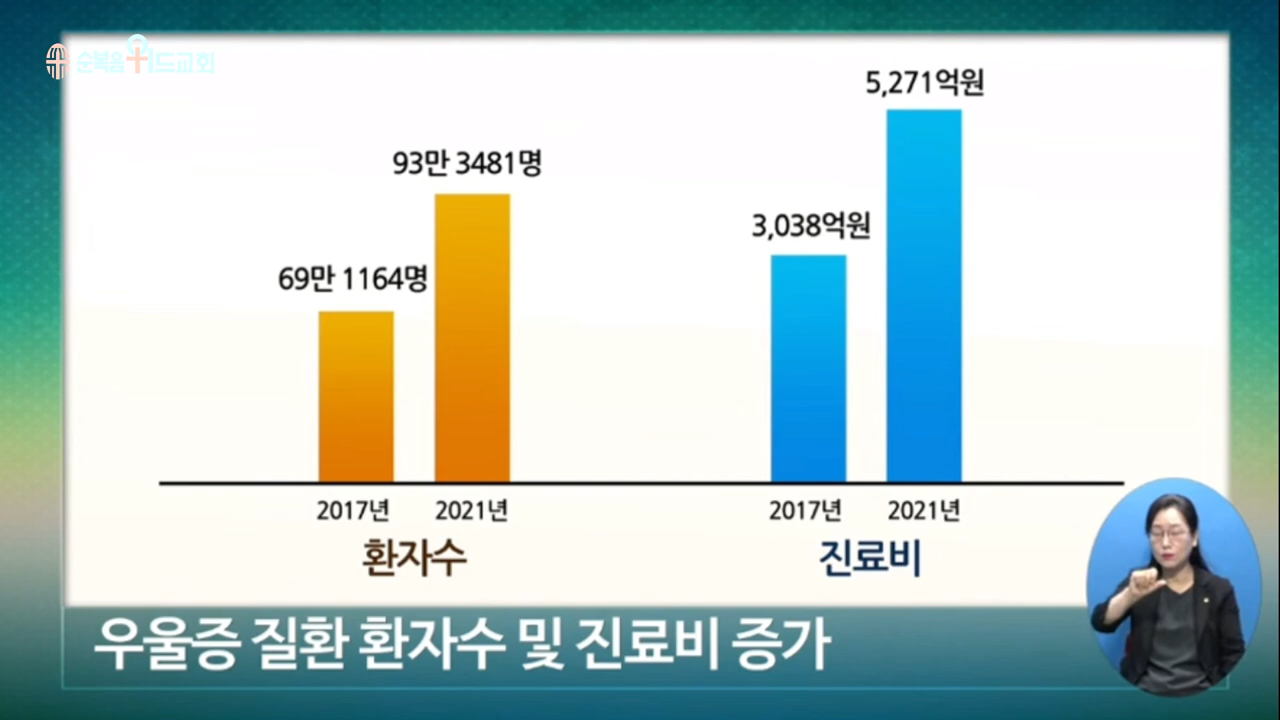 순복음위드교회
5,271억원
93만 3481명
3,038억원
69만 1164명
2017년 2021년 2017년 2021년
환자수 진료비
우울증 질환 환자수 및 진료비 증가